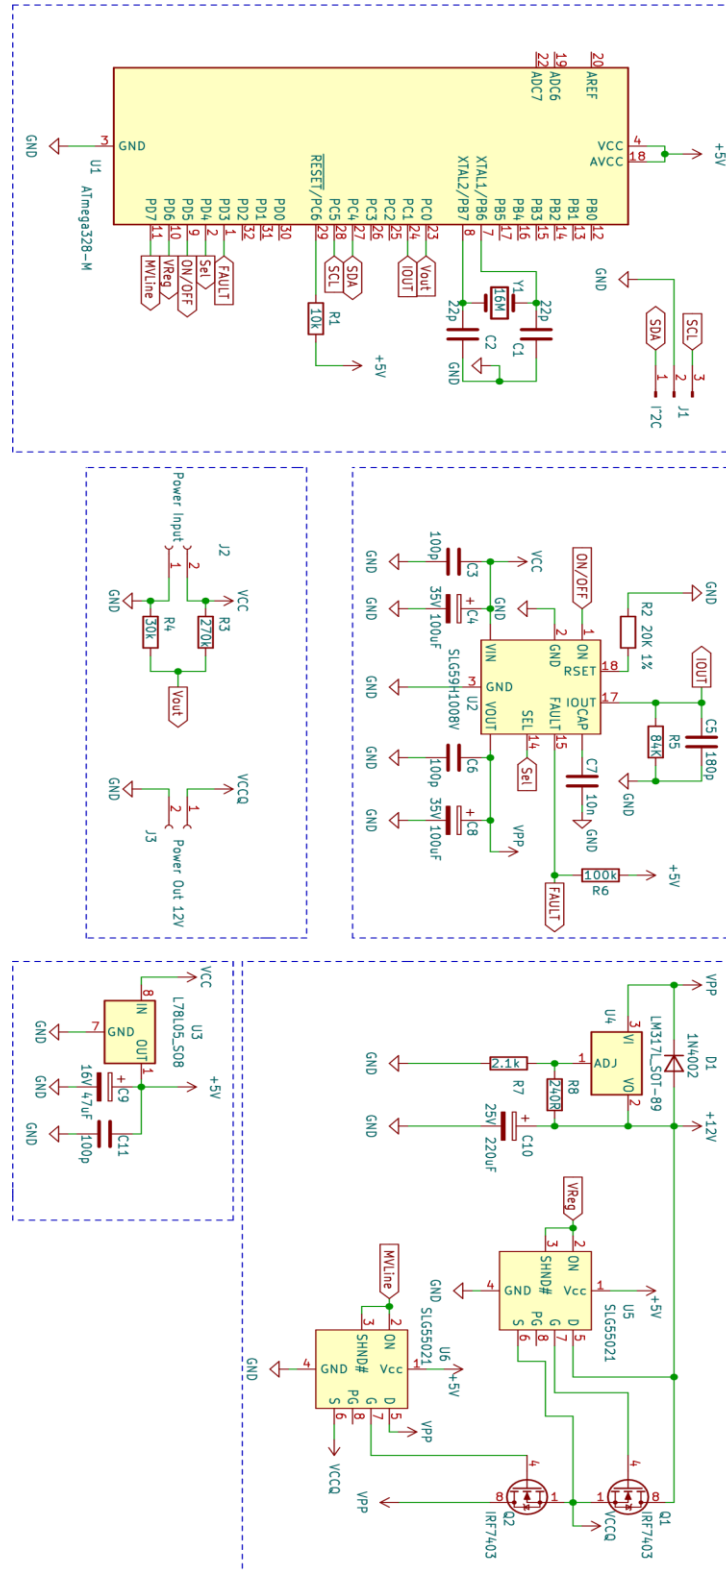 20
AREF
19
ADC6
22
ADC7
GND
3
GND
U1
ATmega328-M
VCC
4
AVCC
18
+5V
PD7
11
MVLine
PD6
10
VReg
PD5
9
ON/OFF
PD4
2
Sel
PD3
1
FAULT
PD2
32
PD1
31
PD0
30
RESET/PC6
29
PC5
28
SCL
PC4
27
SDA
PC3
26
PC2
25
PC1
24
IOUT
PC0
23
Vout
XTAL2/PB7
8
XTAL1/PB6
7
PB5
17
PB4
16
PB3
15
PB2
14
PB1
13
PB0
12
R1
10k
+5V
Y1
16M
22p
C2
22p
C1
GND
GND
SDA
SCL
1
2
3
J1
I^2C
Power Input
J2
1
2
GND
VCC
R4
30k
R3
270k
Vout
GND
VCCQ
2
1
J3
Power Out 12V
GND
100p
C3
VCC
GND
35V 100uF
C4
GND
ON/OFF
GND
R2 20K 1%
IOUT
VIN
2
GND
1
ON
RSET
18
IOUT
17
3
GND
U2
SLG59H1008V
VOUT
SEL
14
FAULT
15
CAP
Sel
GND
GND
100p
C6
GND
35V 100uF
C8
VPP
C7
10n
GND
R5
84K
C5
180p
GND
100k
R6
+5V
FAULT
VCC
8
IN
7
GND
OUT
1
U3
L78L05_SO8
GND
GND
16V 47uF
C9
+5V
GND
100p
C11
VPP
U4
LM317L_SOT-89
3
VI
1
ADJ
VO
2
D1
1N4002
+12V
GND
2.1k
R7
R8
240R
GND
25V 220uF
C10
VReg
3
SHND#
2
ON
4
GND
Vcc
1
S
6
PG
8
G
7
D
5
U5
SLG55021
+5V
GND
MVLine
3
SHND#
2
ON
4
GND
Vcc
1
S
6
PG
8
G
7
D
5
U6
SLG55021
+5V
GND
VPP
VCCQ
4
8
1
Q2
IRF7403
VPP
4
1
8
Q1
IRF7403
VCCQ